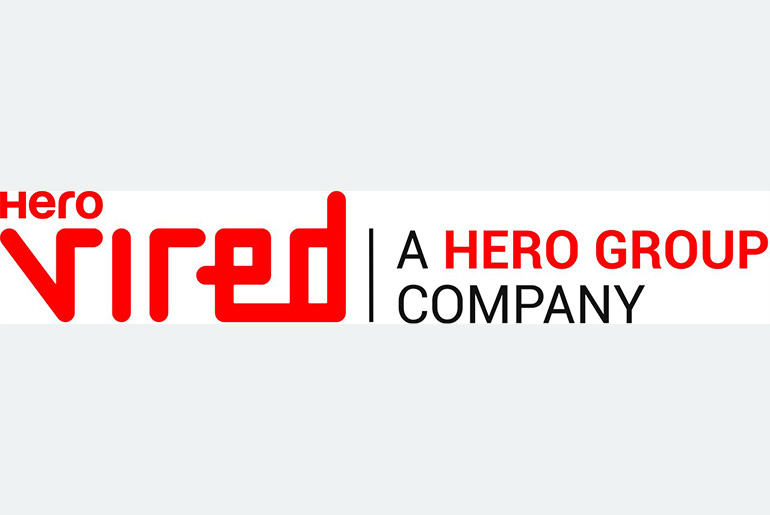 Hero
vired
A HERO GROUP
COMPANY